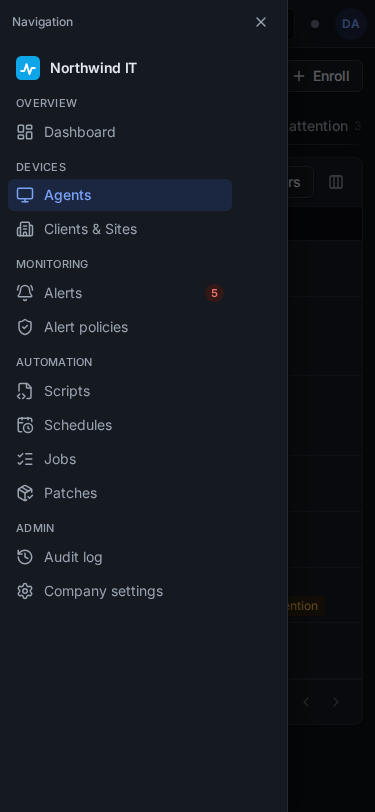 Navigation
DA
Northwind IT
Enroll
OVERVIEW
Dashboard
attention 3
DEVICES
Agents
rs
Clients & Sites
MONITORING
Alerts 5
Alert policies
AUTOMATION
Scripts
Schedules
Jobs
Patches
ADMIN
Audit log
Company settings
ention